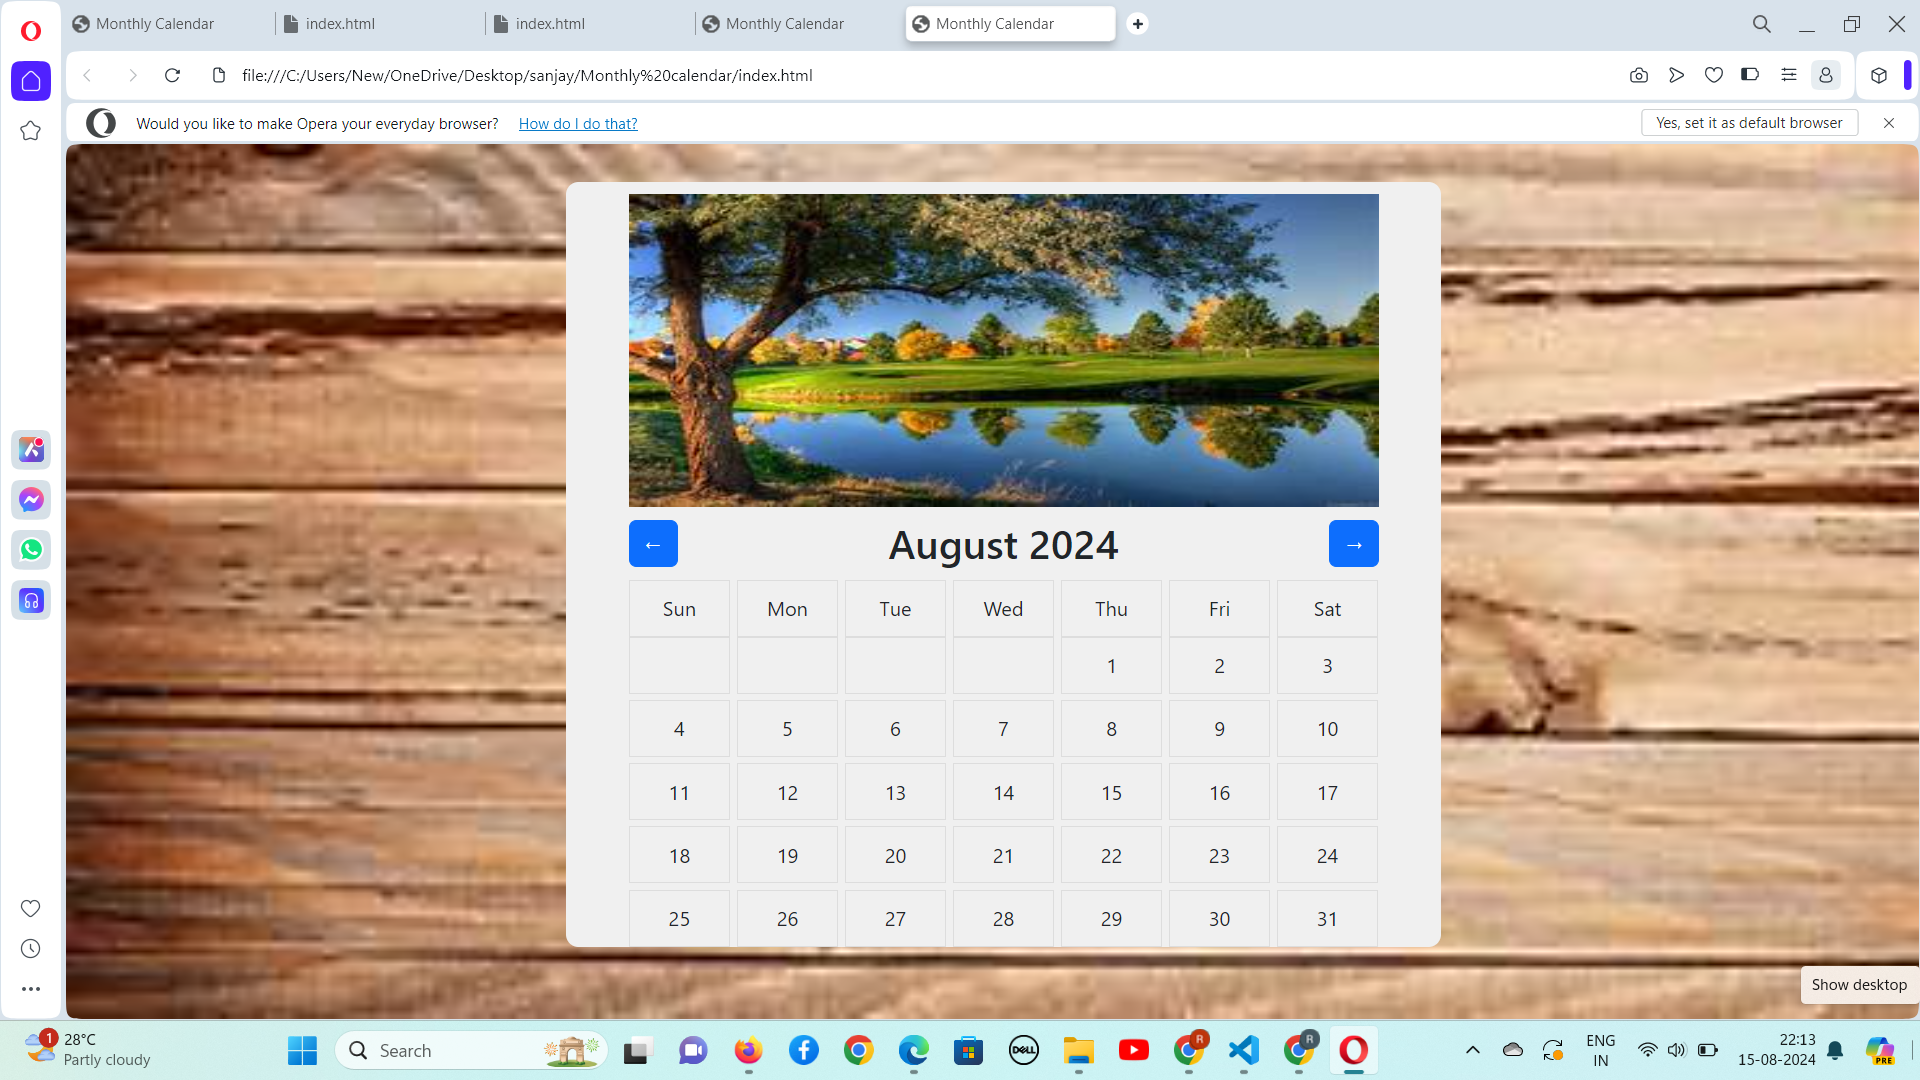 Monthly Calendar
index.html
index.html
Monthly Calendar
Monthly Calendar
file:///C:/Users/New/OneDrive/Desktop/sanjay/Monthly%20calendar/index.html
Would you like to make Opera your everyday browser? How do I do that?
Yes, set it as default browser
← August 2024 →
Sun Mon Tue Wed Thu Fri Sat
1 2 3
4 5 6 7 8 9 10
11 12 13 14 15 16 17
18 19 20 21 22 23 24
25 26 27 28 29 30 31
Show desktop
1
28°C
Partly cloudy
Search
DELL
R
R
ENG
IN
22:13
15-08-2024
PRE